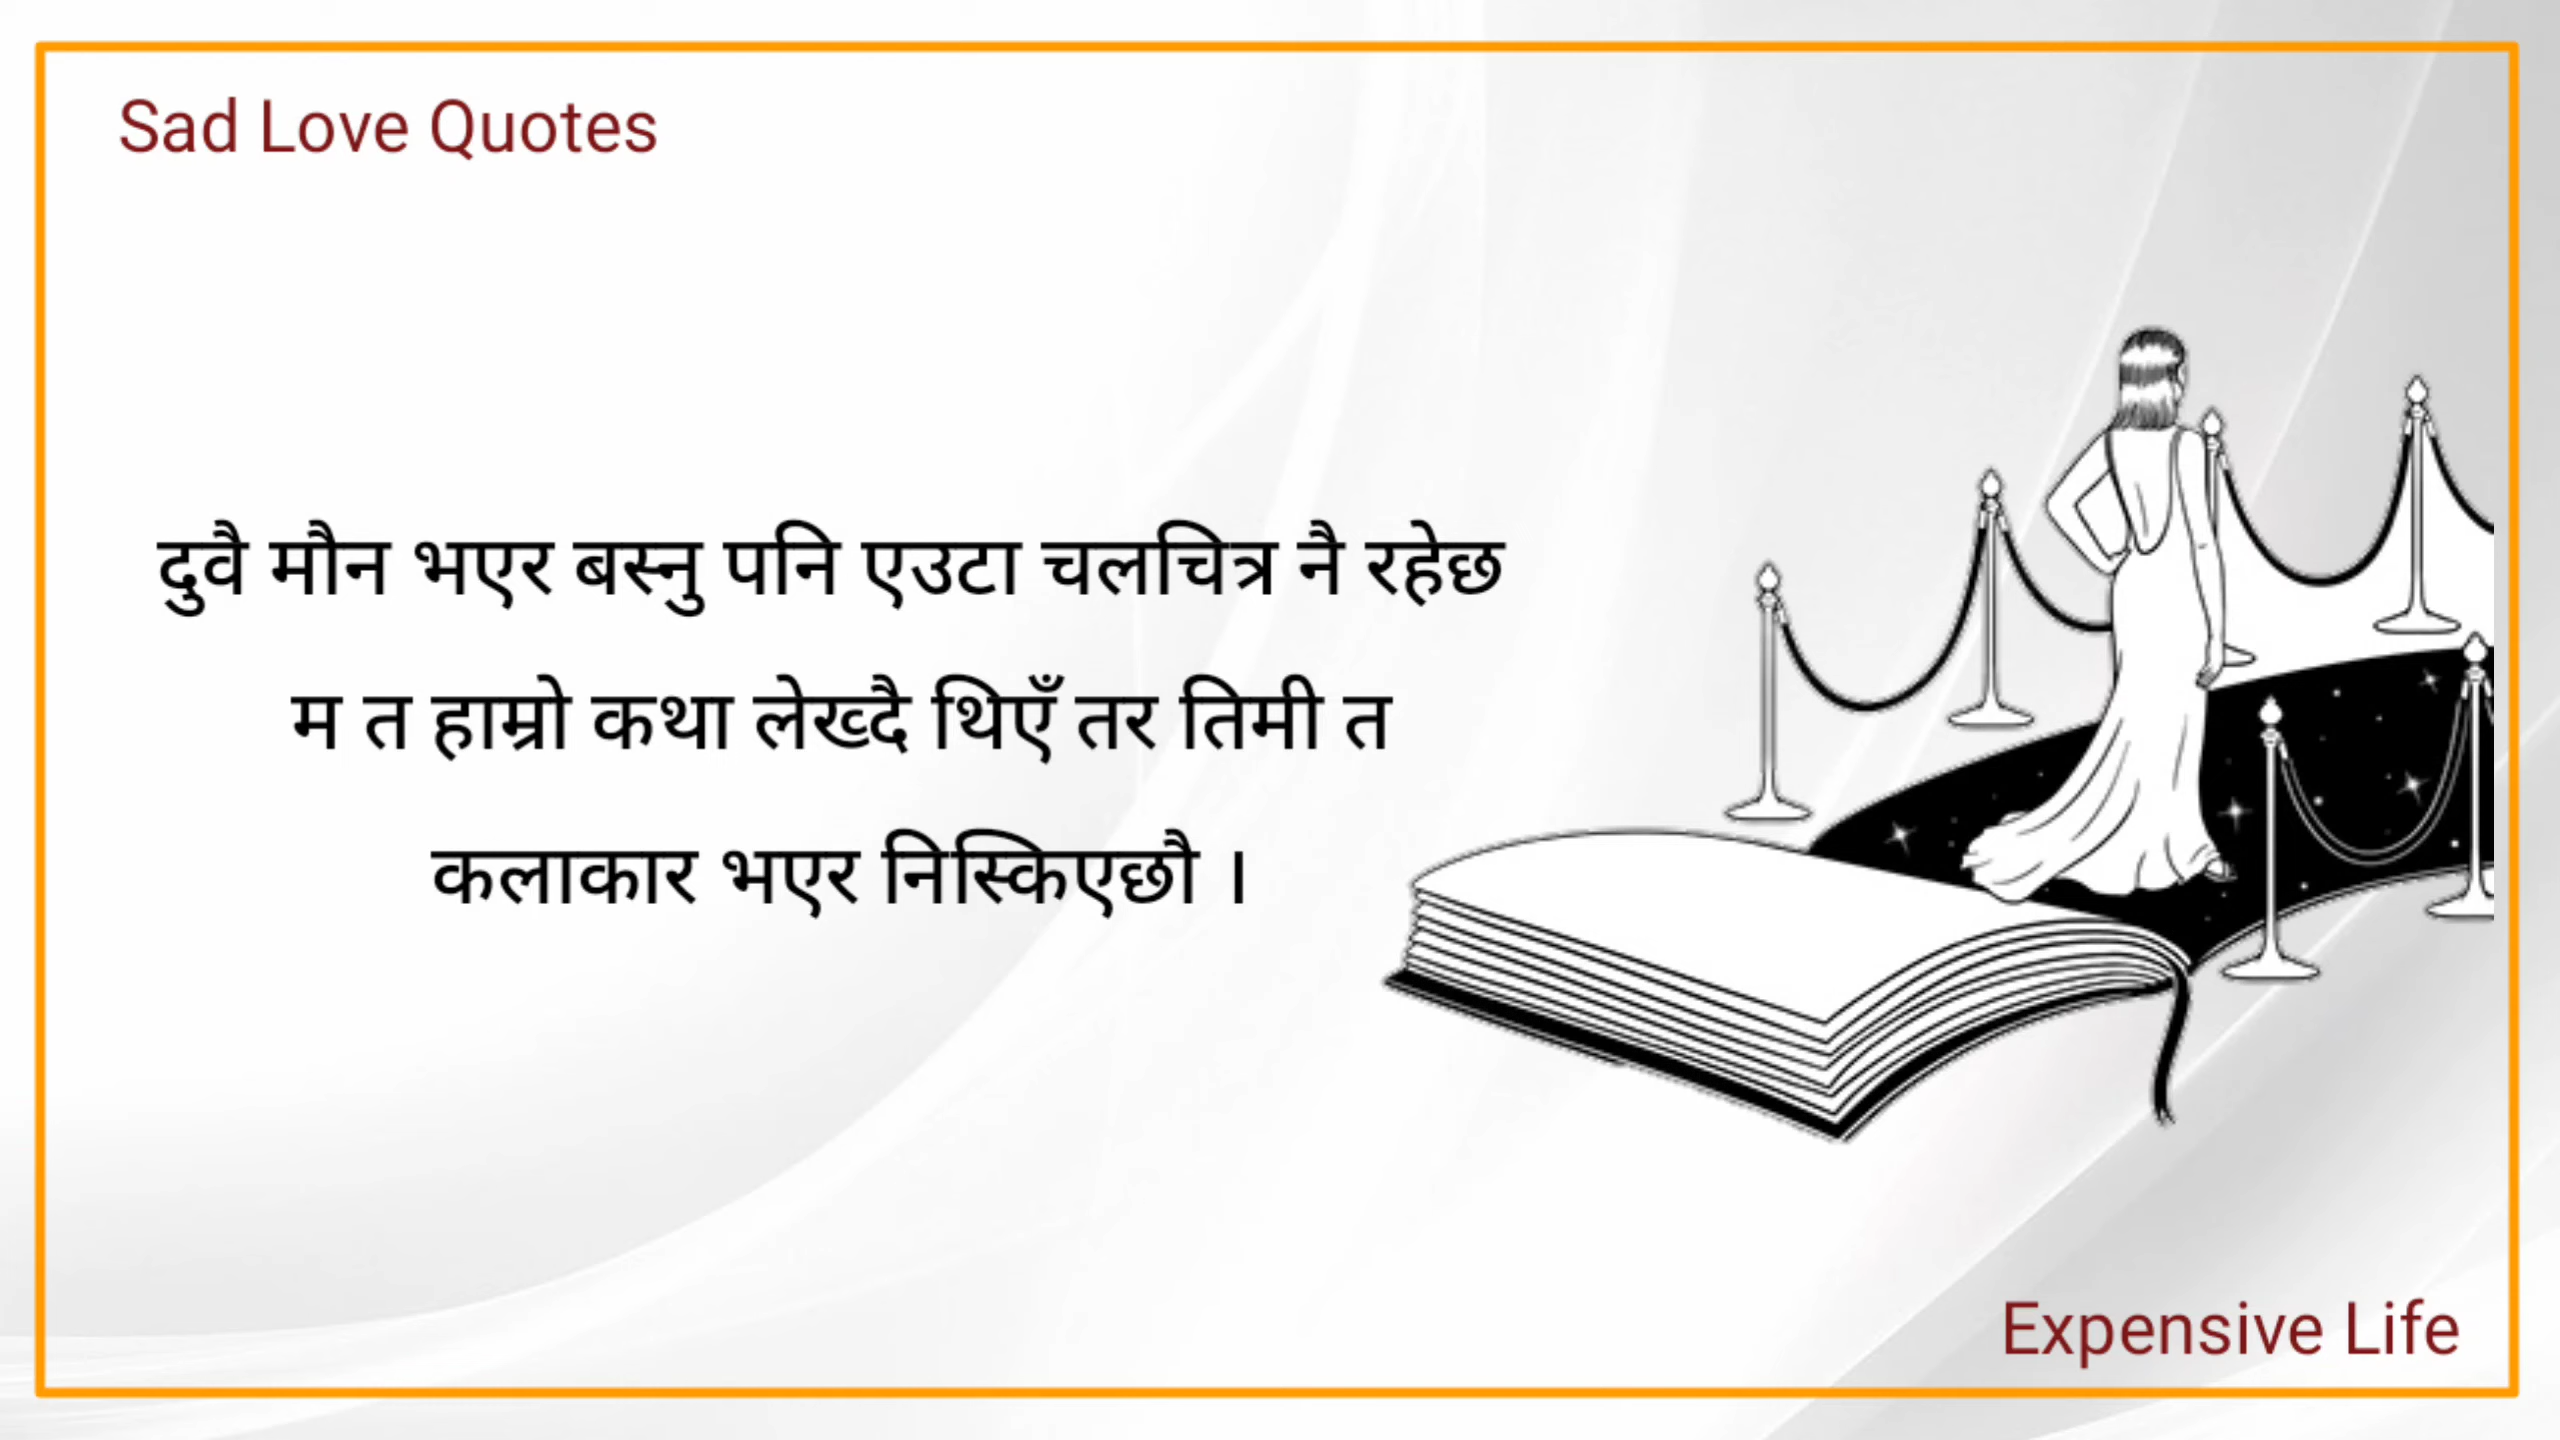 Sad Love Quotes
दुवै मौन भएर बस्नु पनि एउटा चलचित्र नै रहेछ
म त हाम्रो कथा लेख्दै थिएँ तर तिमी त
कलाकार भएर निस्किएछौ ।
Expensive Life